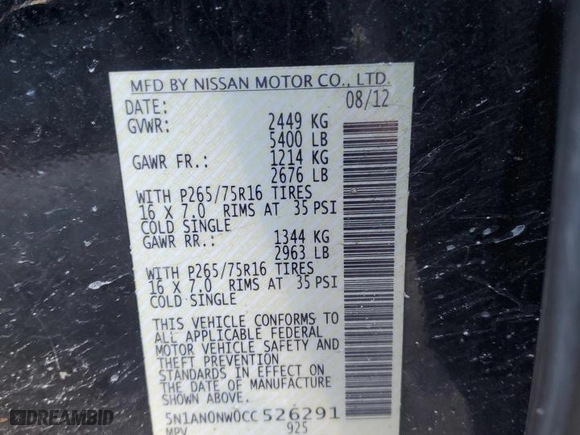 MFD BY NISSAN MOTOR CO., LTD.
DATE: 08/12
GVWR: 2449 KG
5400 LB
GAWR FR.: 1214 KG
2676 LB
WITH P265/75R16 TIRES
16 X 7.0 RIMS AT 35 PSI
COLD SINGLE
GAWR RR.: 1344 KG
2963 LB
WITH P265/75R16 TIRES
16 X 7.0 RIMS AT 35 PSI
COLD SINGLE
THIS VEHICLE CONFORMS TO
ALL APPLICABLE FEDERAL
MOTOR VEHICLE SAFETY AND
THEFT PREVENTION
STANDARDS IN EFFECT ON
THE DATE OF MANUFACTURE
SHOWN ABOVE.
5N1AN0NW0CC526291
MPV 925
DREAMBID